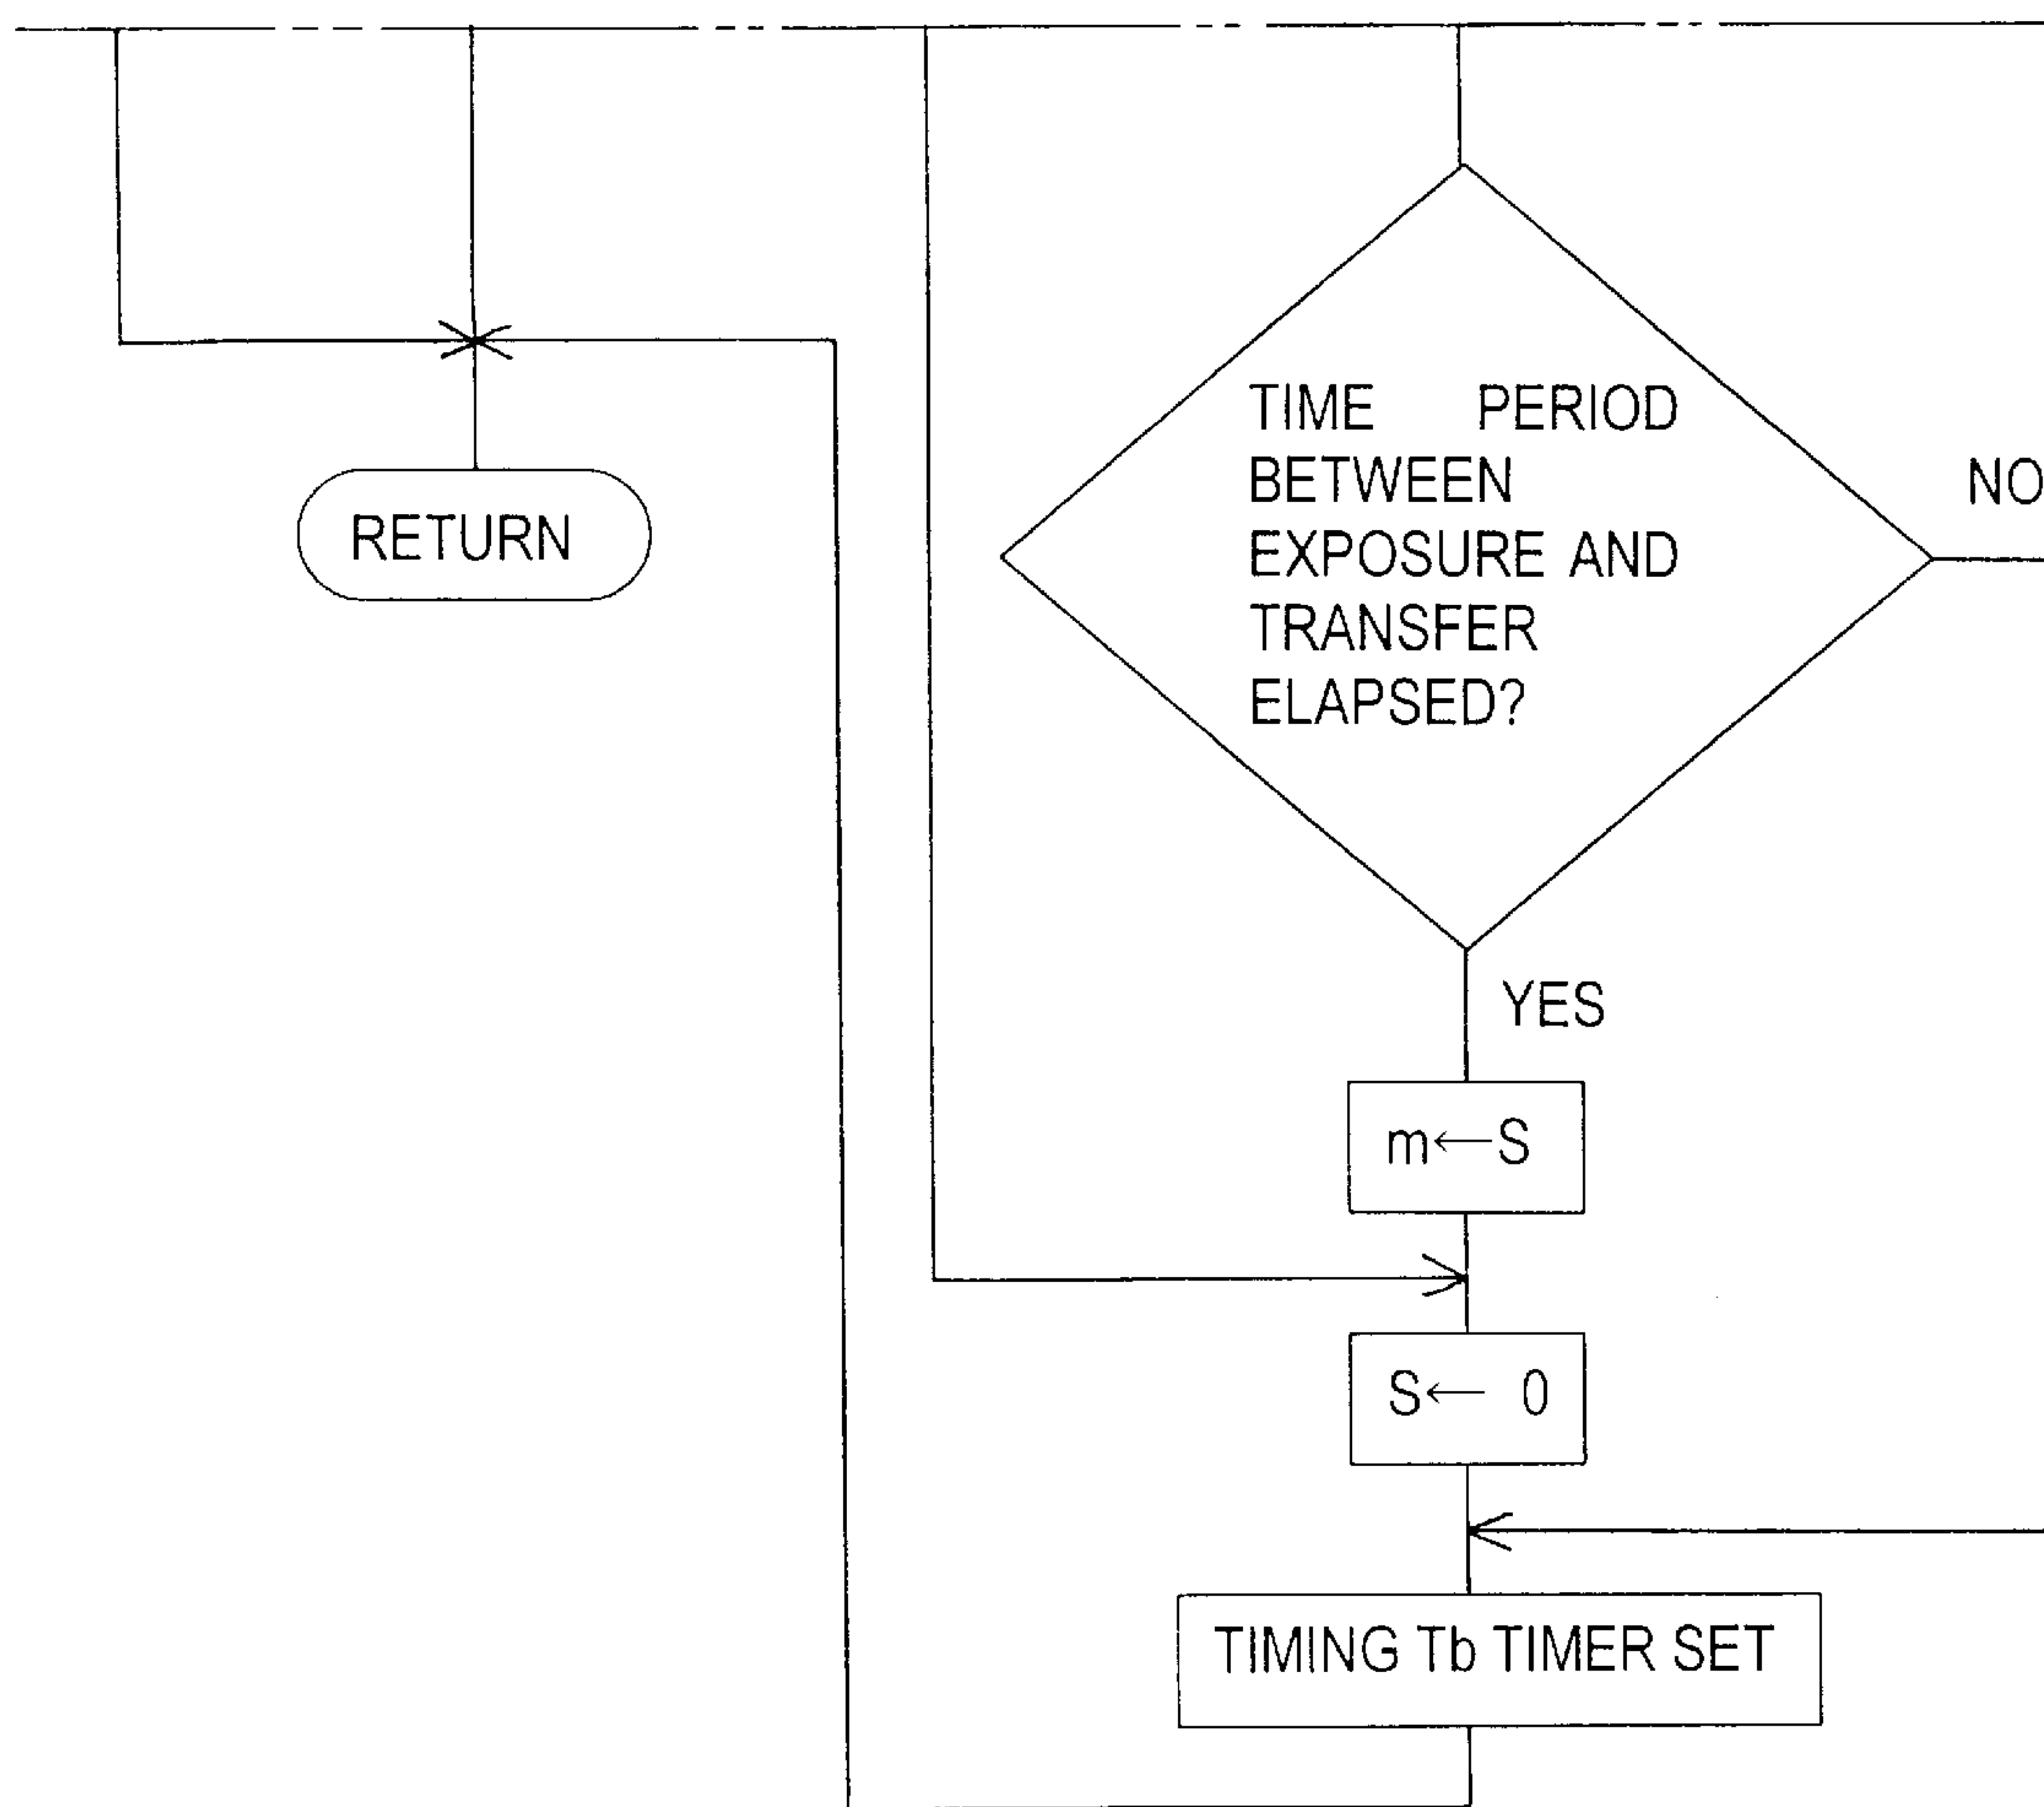 TIME PERIOD
BETWEEN
EXPOSURE AND
TRANSFER
ELAPSED?
NO
RETURN
YES
m←S
S← 0
TIMING Tb TIMER SET